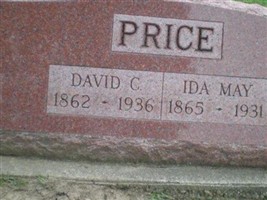 PRICE
DAVID C. IDA MAY
1862 - 1936 1865 - 1931